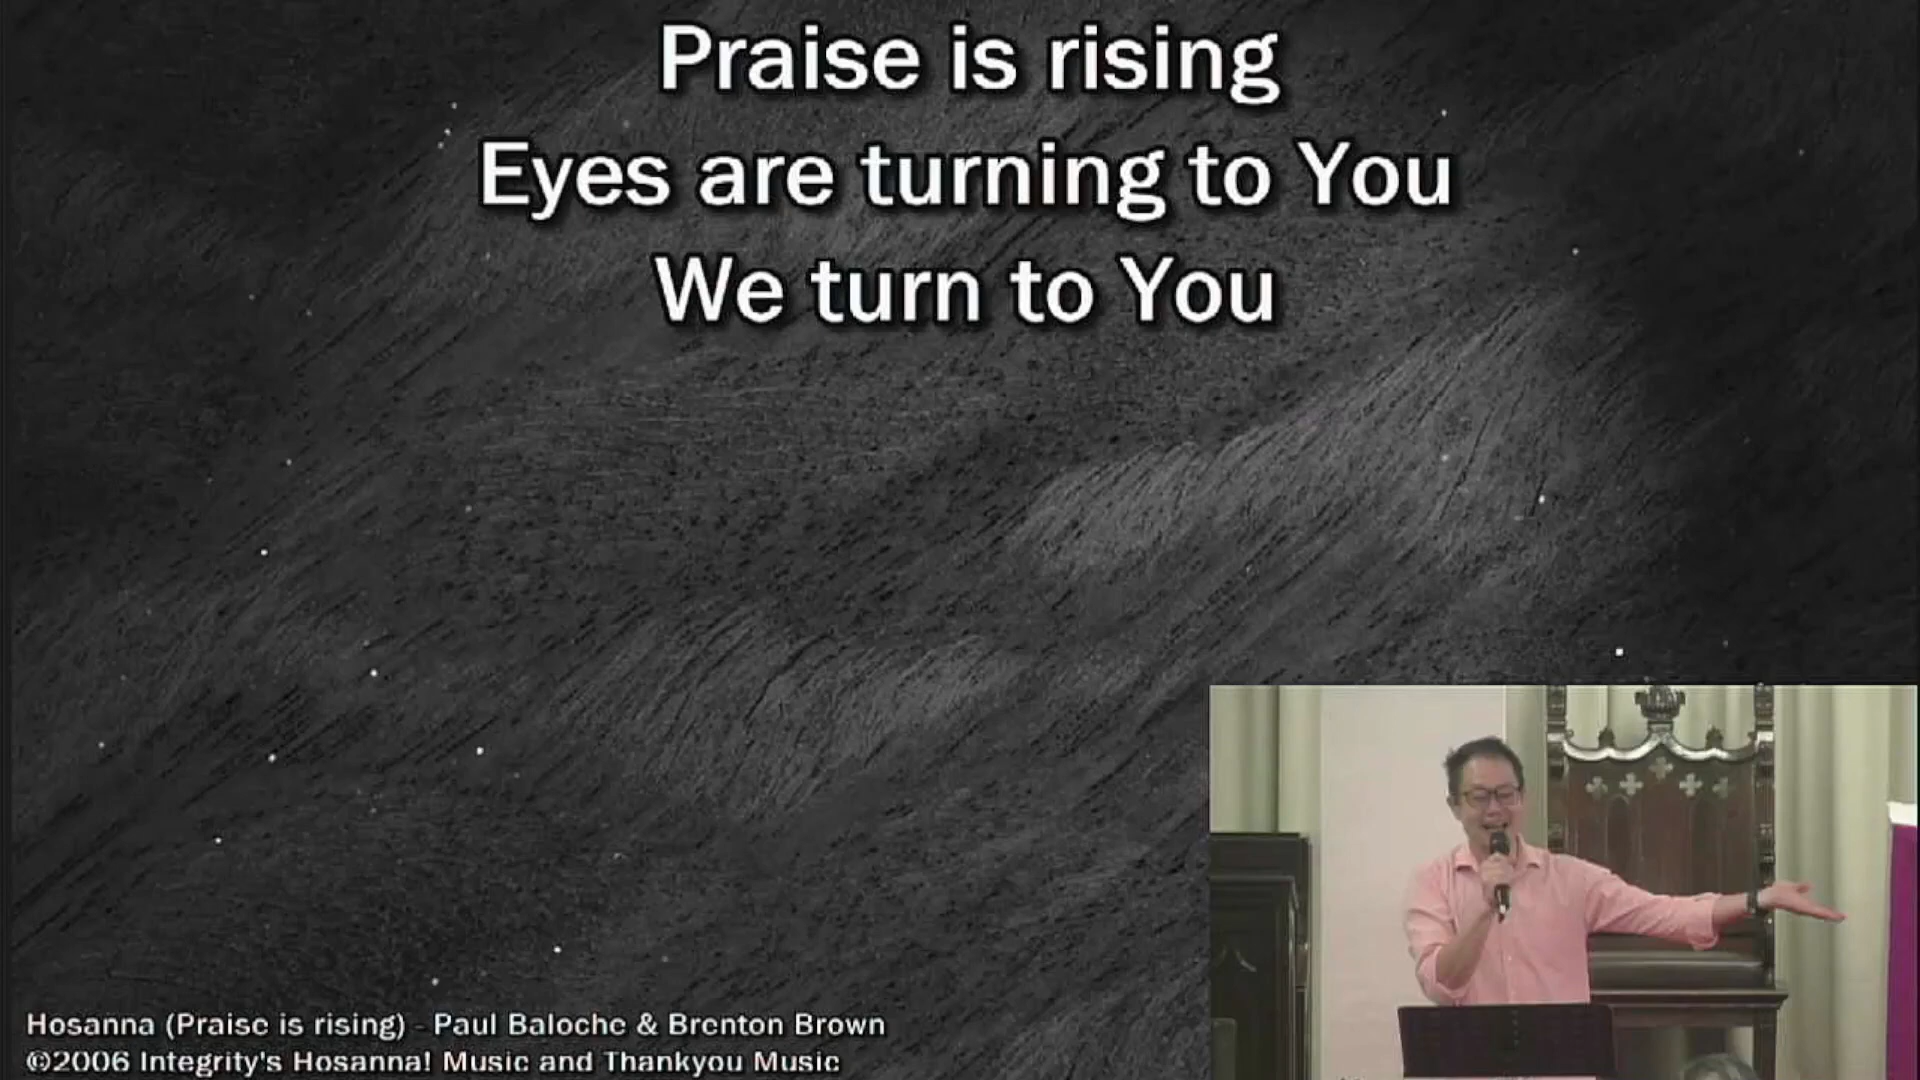 Praise is rising
Eyes are turning to You
We turn to You
Hosanna (Praise is rising) - Paul Baloche & Brenton Brown
©2006 Integrity's Hosanna! Music and Thankyou Music